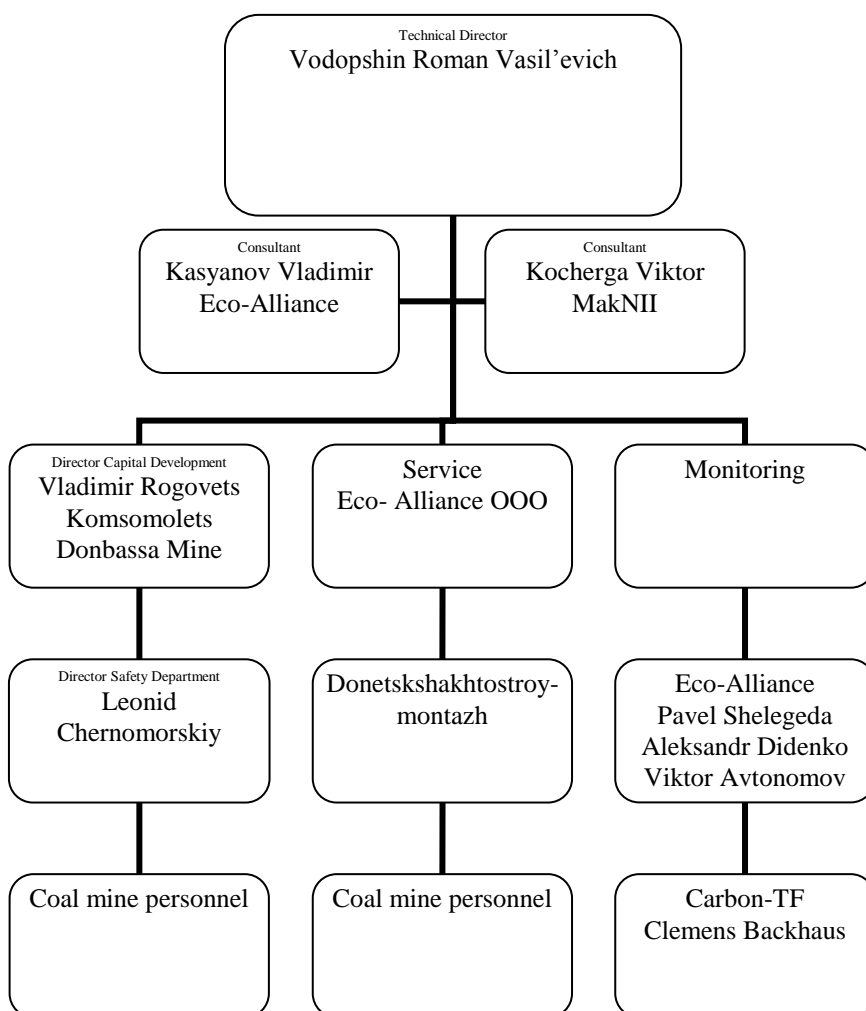 Technical Director
Vodopshin Roman Vasil’evich
Consultant
Kasyanov Vladimir
Eco-Alliance
Consultant
Kocherga Viktor
MakNII
Director Capital Development
Vladimir Rogovets
Komsomolets
Donbassa Mine
Service
Eco- Alliance OOO
Monitoring
Director Safety Department
Leonid
Chernomorskiy
Donetskshakhtostroy-
montazh
Eco-Alliance
Pavel Shelegeda
Aleksandr Didenko
Viktor Avtonomov
Coal mine personnel
Coal mine personnel
Carbon-TF
Clemens Backhaus